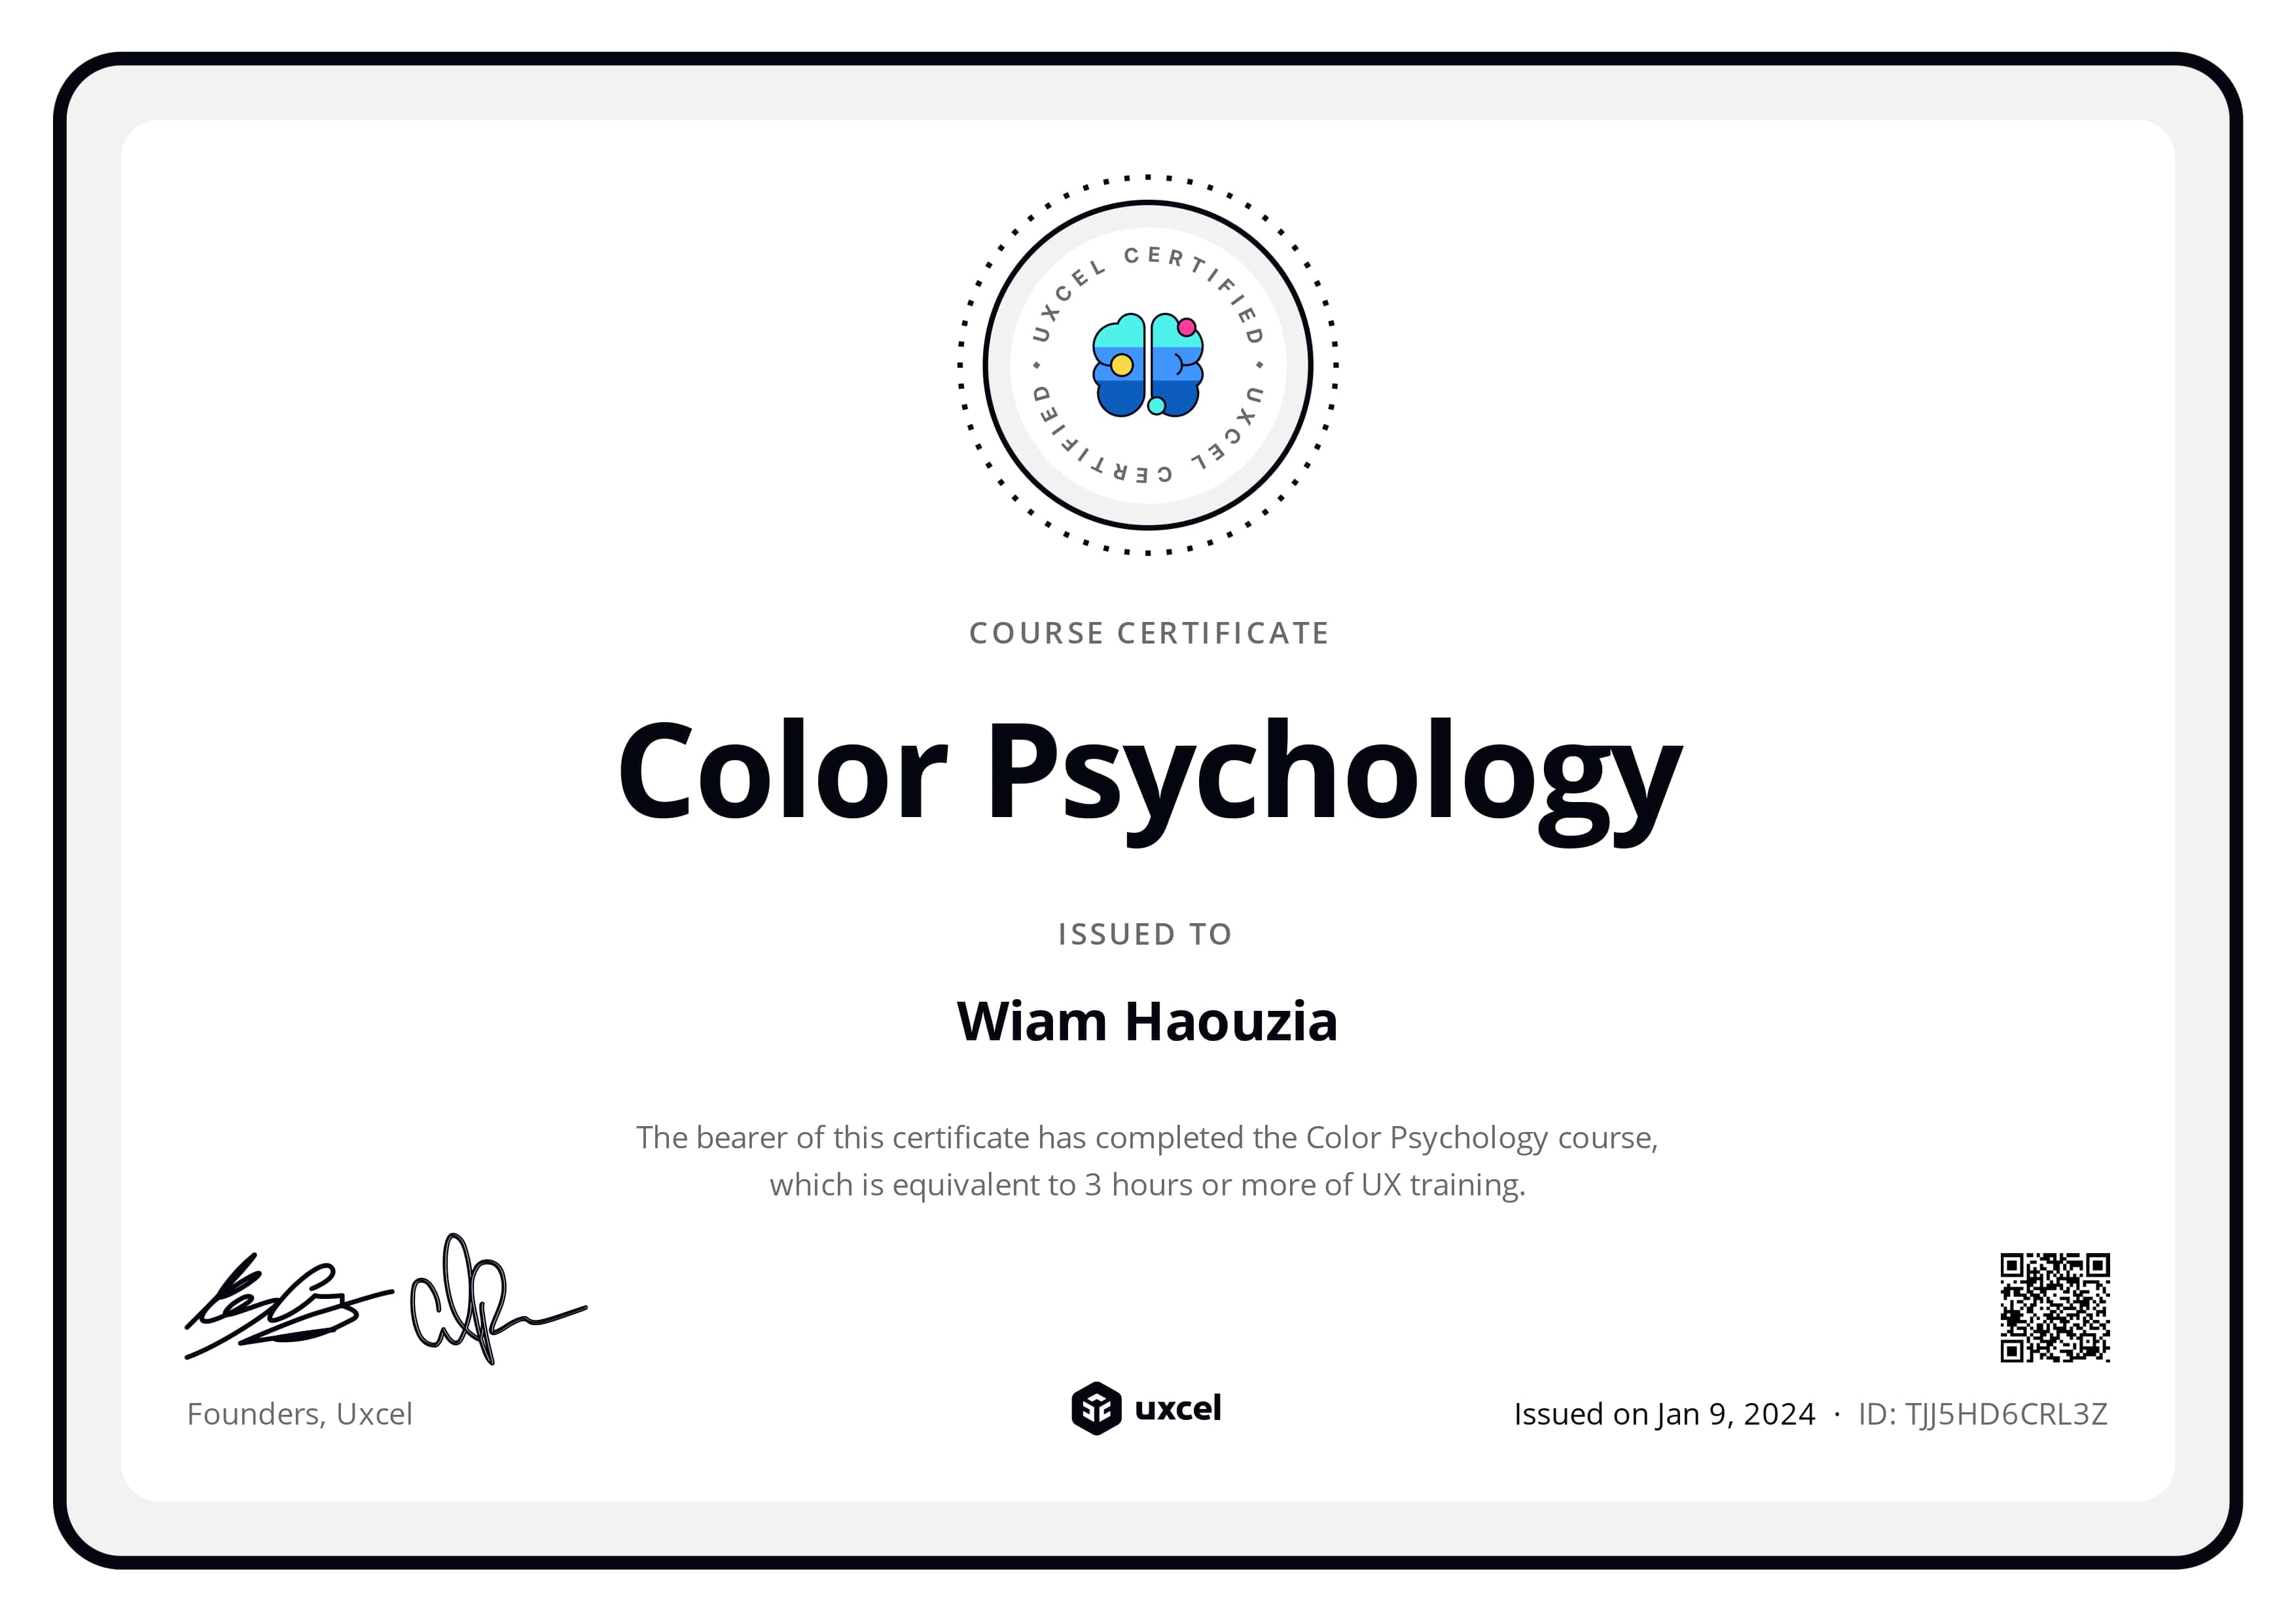 UXCEL CERTIFIED • UXCEL CERTIFIED •
COURSE CERTIFICATE
Color Psychology
ISSUED TO
Wiam Haouzia
The bearer of this certificate has completed the Color Psychology course,
which is equivalent to 3 hours or more of UX training.
Founders, Uxcel
uxcel
Issued on Jan 9, 2024 · ID: TJJ5HD6CRL3Z